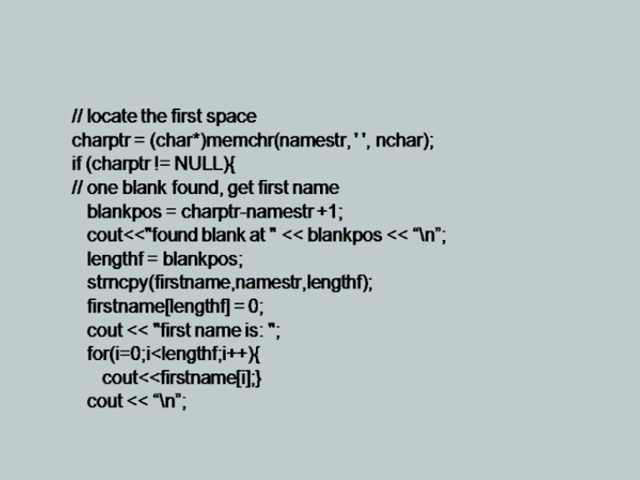 // locate the first space
charptr = (char*)memchr(namestr, ' ', nchar);
if (charptr != NULL){
// one blank found, get first name
blankpos = charptr-namestr +1;
cout<<"found blank at " << blankpos << “\n”;
lengthf = blankpos;
strncpy(firstname,namestr,lengthf);
firstname[lengthf] = 0;
cout << "first name is: ";
for(i=0;i<lengthf;i++){
cout<<firstname[i];}
cout << “\n”;